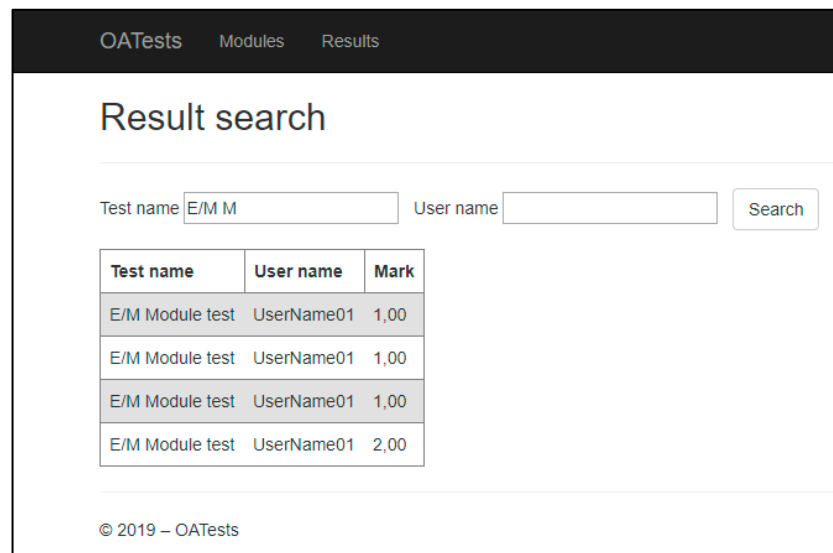 OATests Modules Results
Result search
Test name E/M M User name Search
Test name User name Mark
E/M Module test UserName01 1,00
E/M Module test UserName01 1,00
E/M Module test UserName01 1,00
E/M Module test UserName01 2,00
© 2019 – OATests